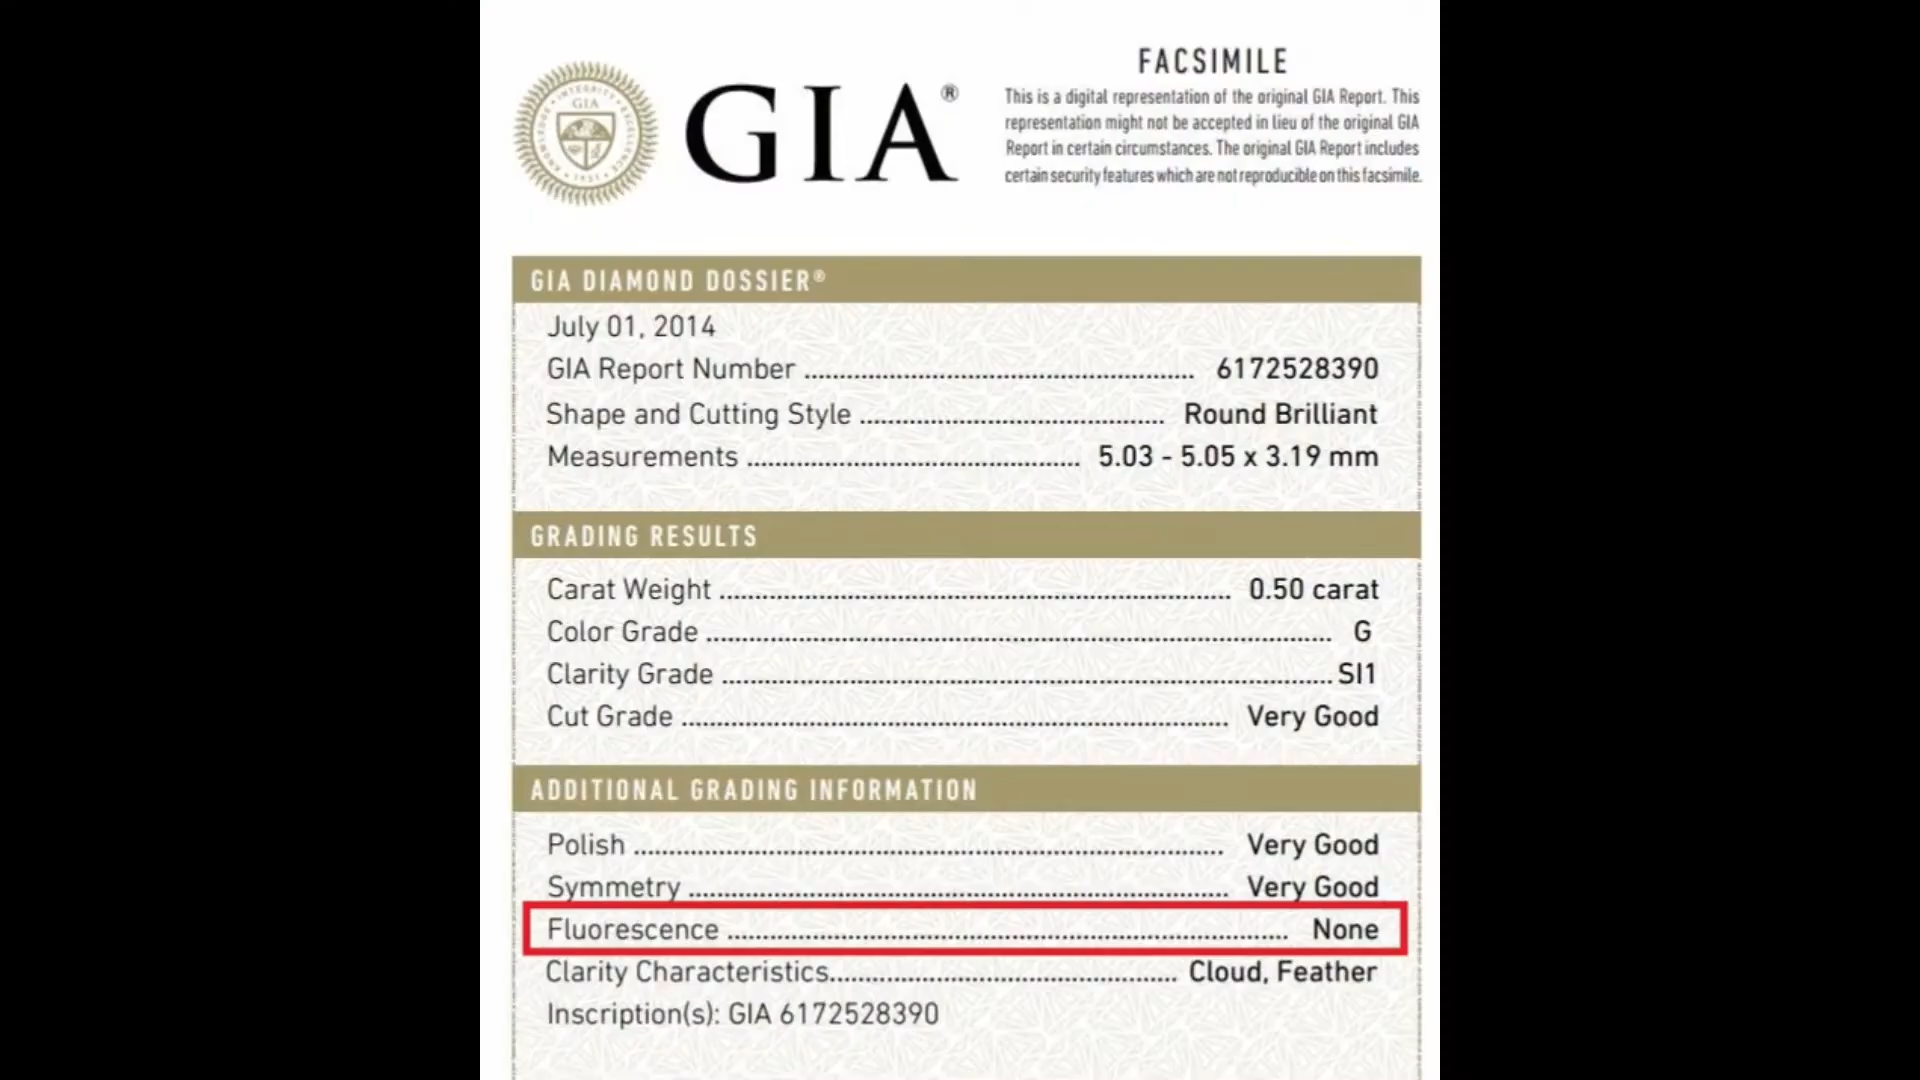 FACSIMILE
This is a digital representation of the original GIA Report. This
representation might not be accepted in lieu of the original GIA
Report in certain circumstances. The original GIA Report includes
certain security features which are not reproducible on this facsimile.
INTEGRITY EXCELLENCE 1931 KNOWLEDGE
GIA
GIA®
GIA DIAMOND DOSSIER®
July 01, 2014
GIA Report Number ........ 6172528390
Shape and Cutting Style ........ Round Brilliant
Measurements ........ 5.03 - 5.05 x 3.19 mm
GRADING RESULTS
Carat Weight ........ 0.50 carat
Color Grade ........ G
Clarity Grade ........ SI1
Cut Grade ........ Very Good
ADDITIONAL GRADING INFORMATION
Polish ........ Very Good
Symmetry ........ Very Good
Fluorescence ........ None
Clarity Characteristics ........ Cloud, Feather
Inscription(s): GIA 6172528390